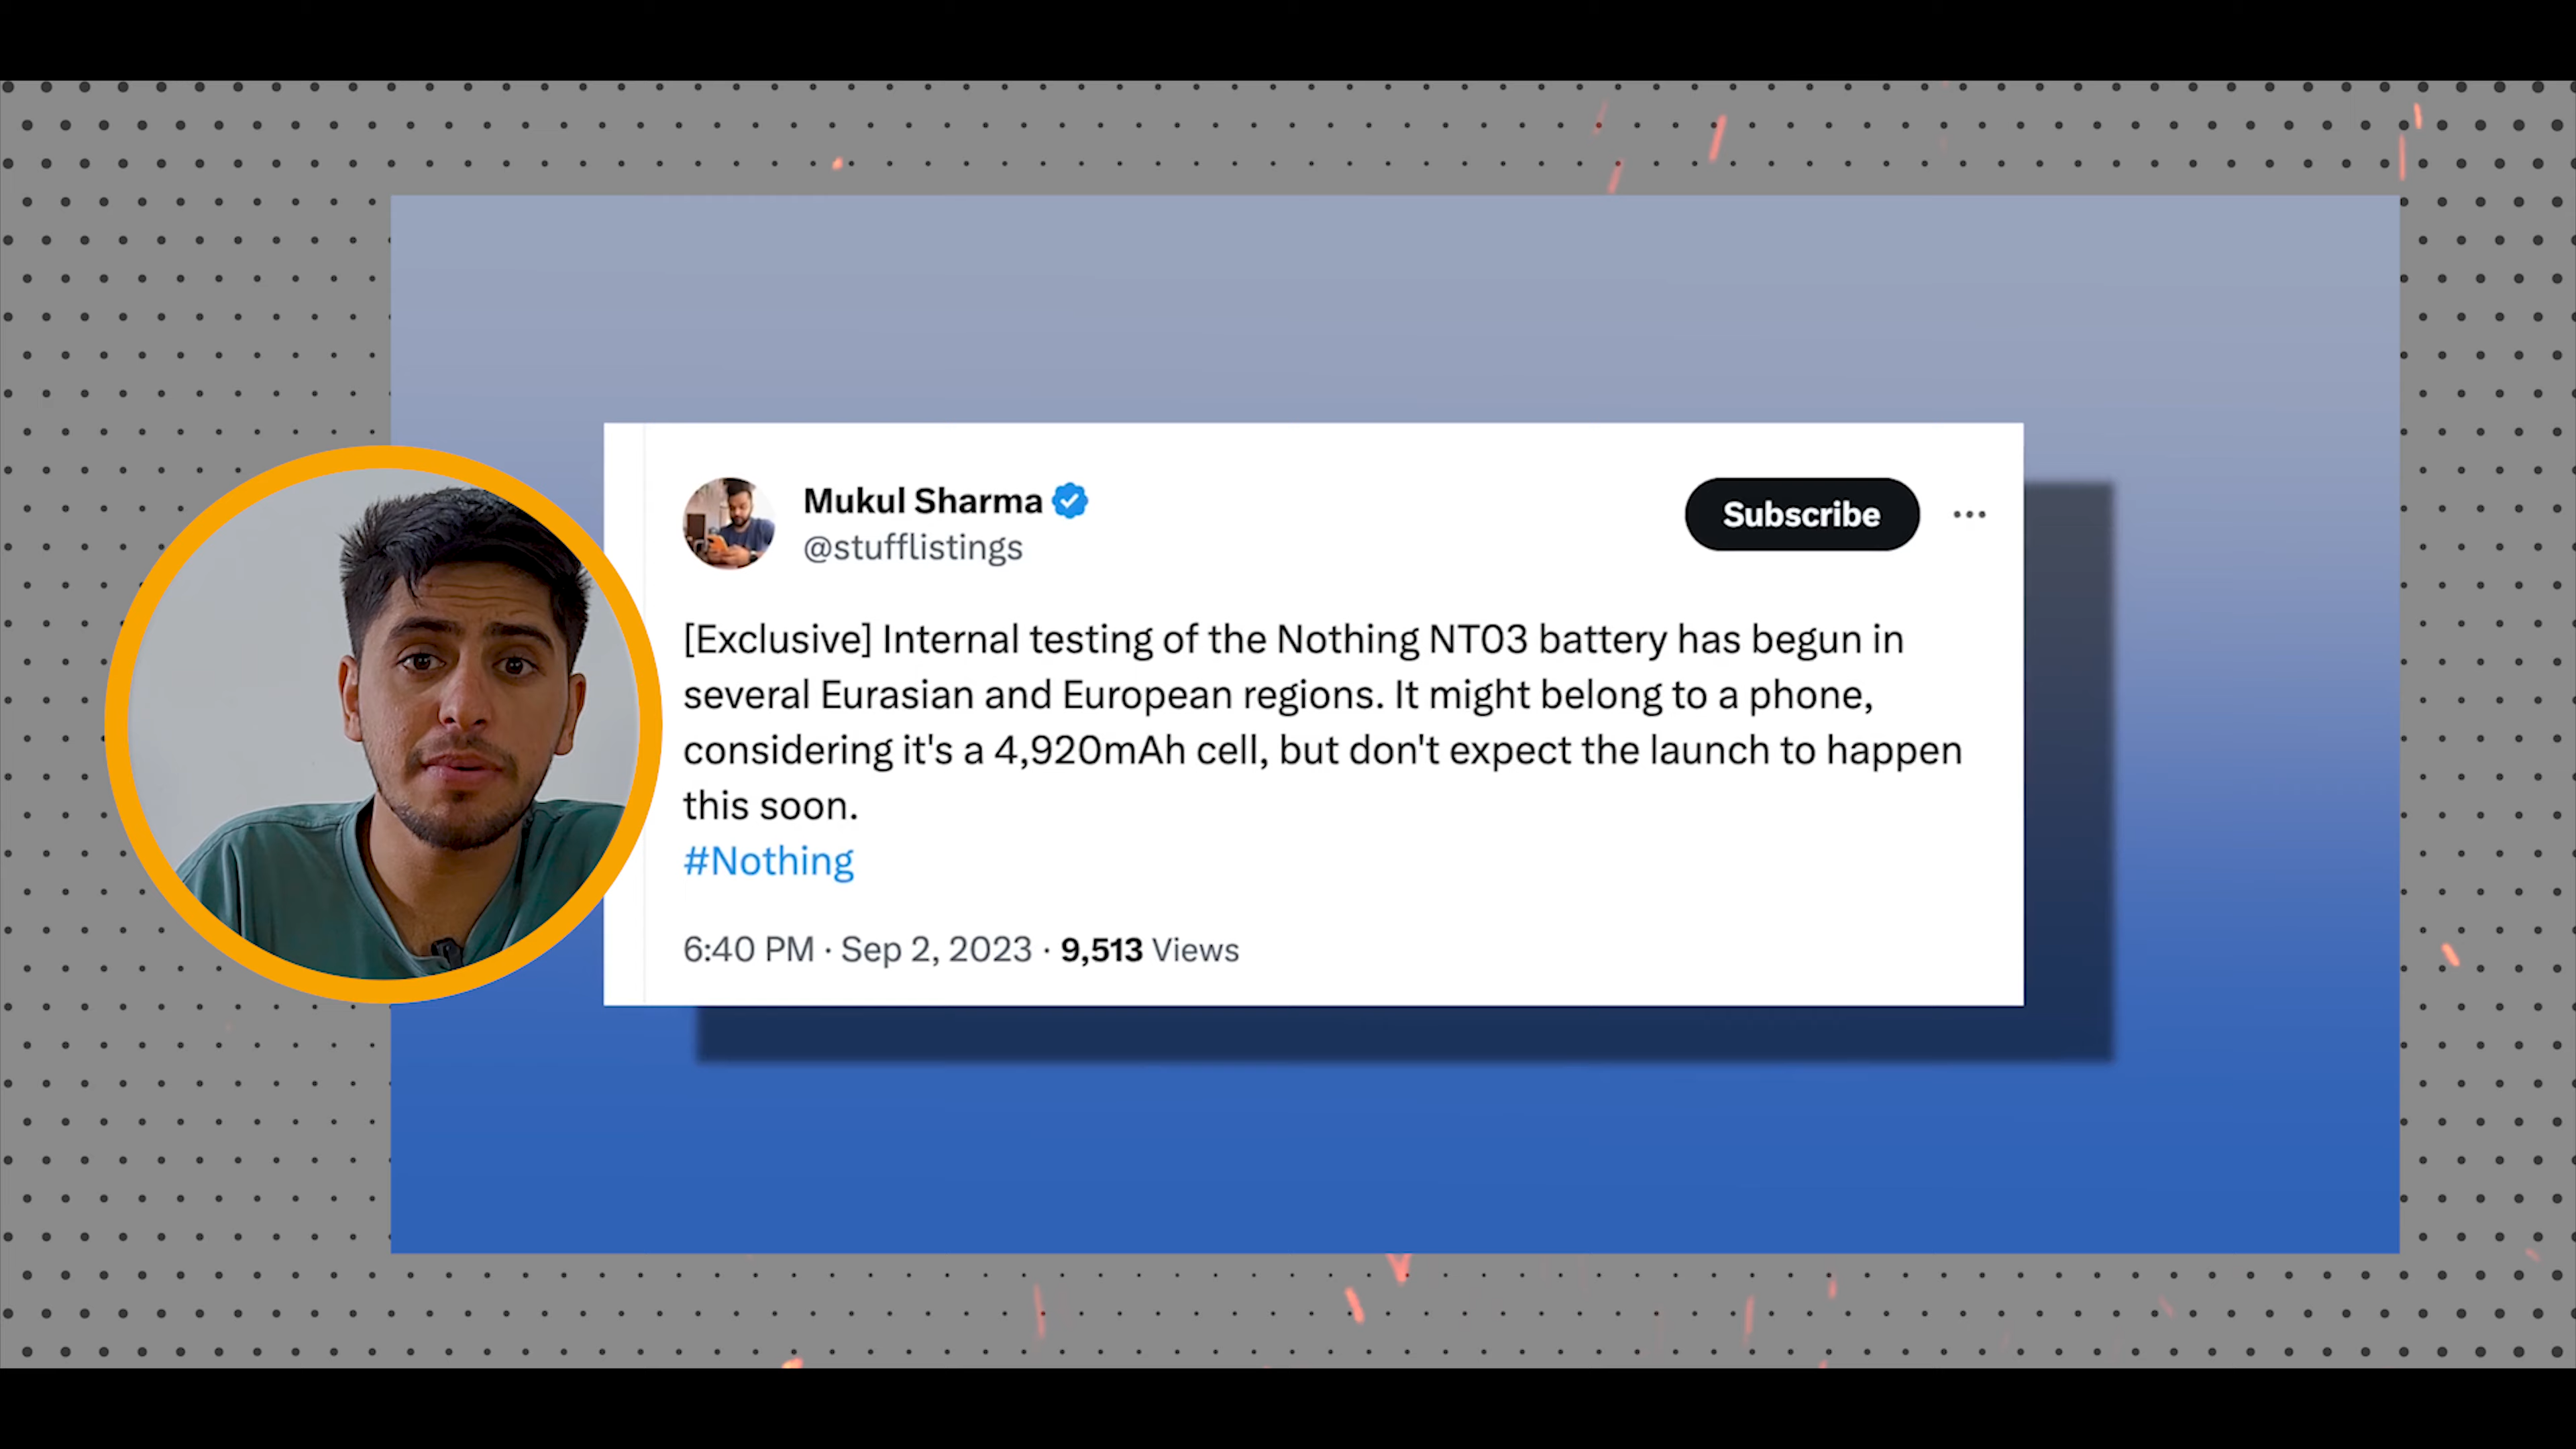 Mukul Sharma
@stufflistings
Subscribe
[Exclusive] Internal testing of the Nothing NT03 battery has begun in
several Eurasian and European regions. It might belong to a phone,
considering it's a 4,920mAh cell, but don't expect the launch to happen
this soon.
#Nothing
6:40 PM · Sep 2, 2023 · 9,513 Views